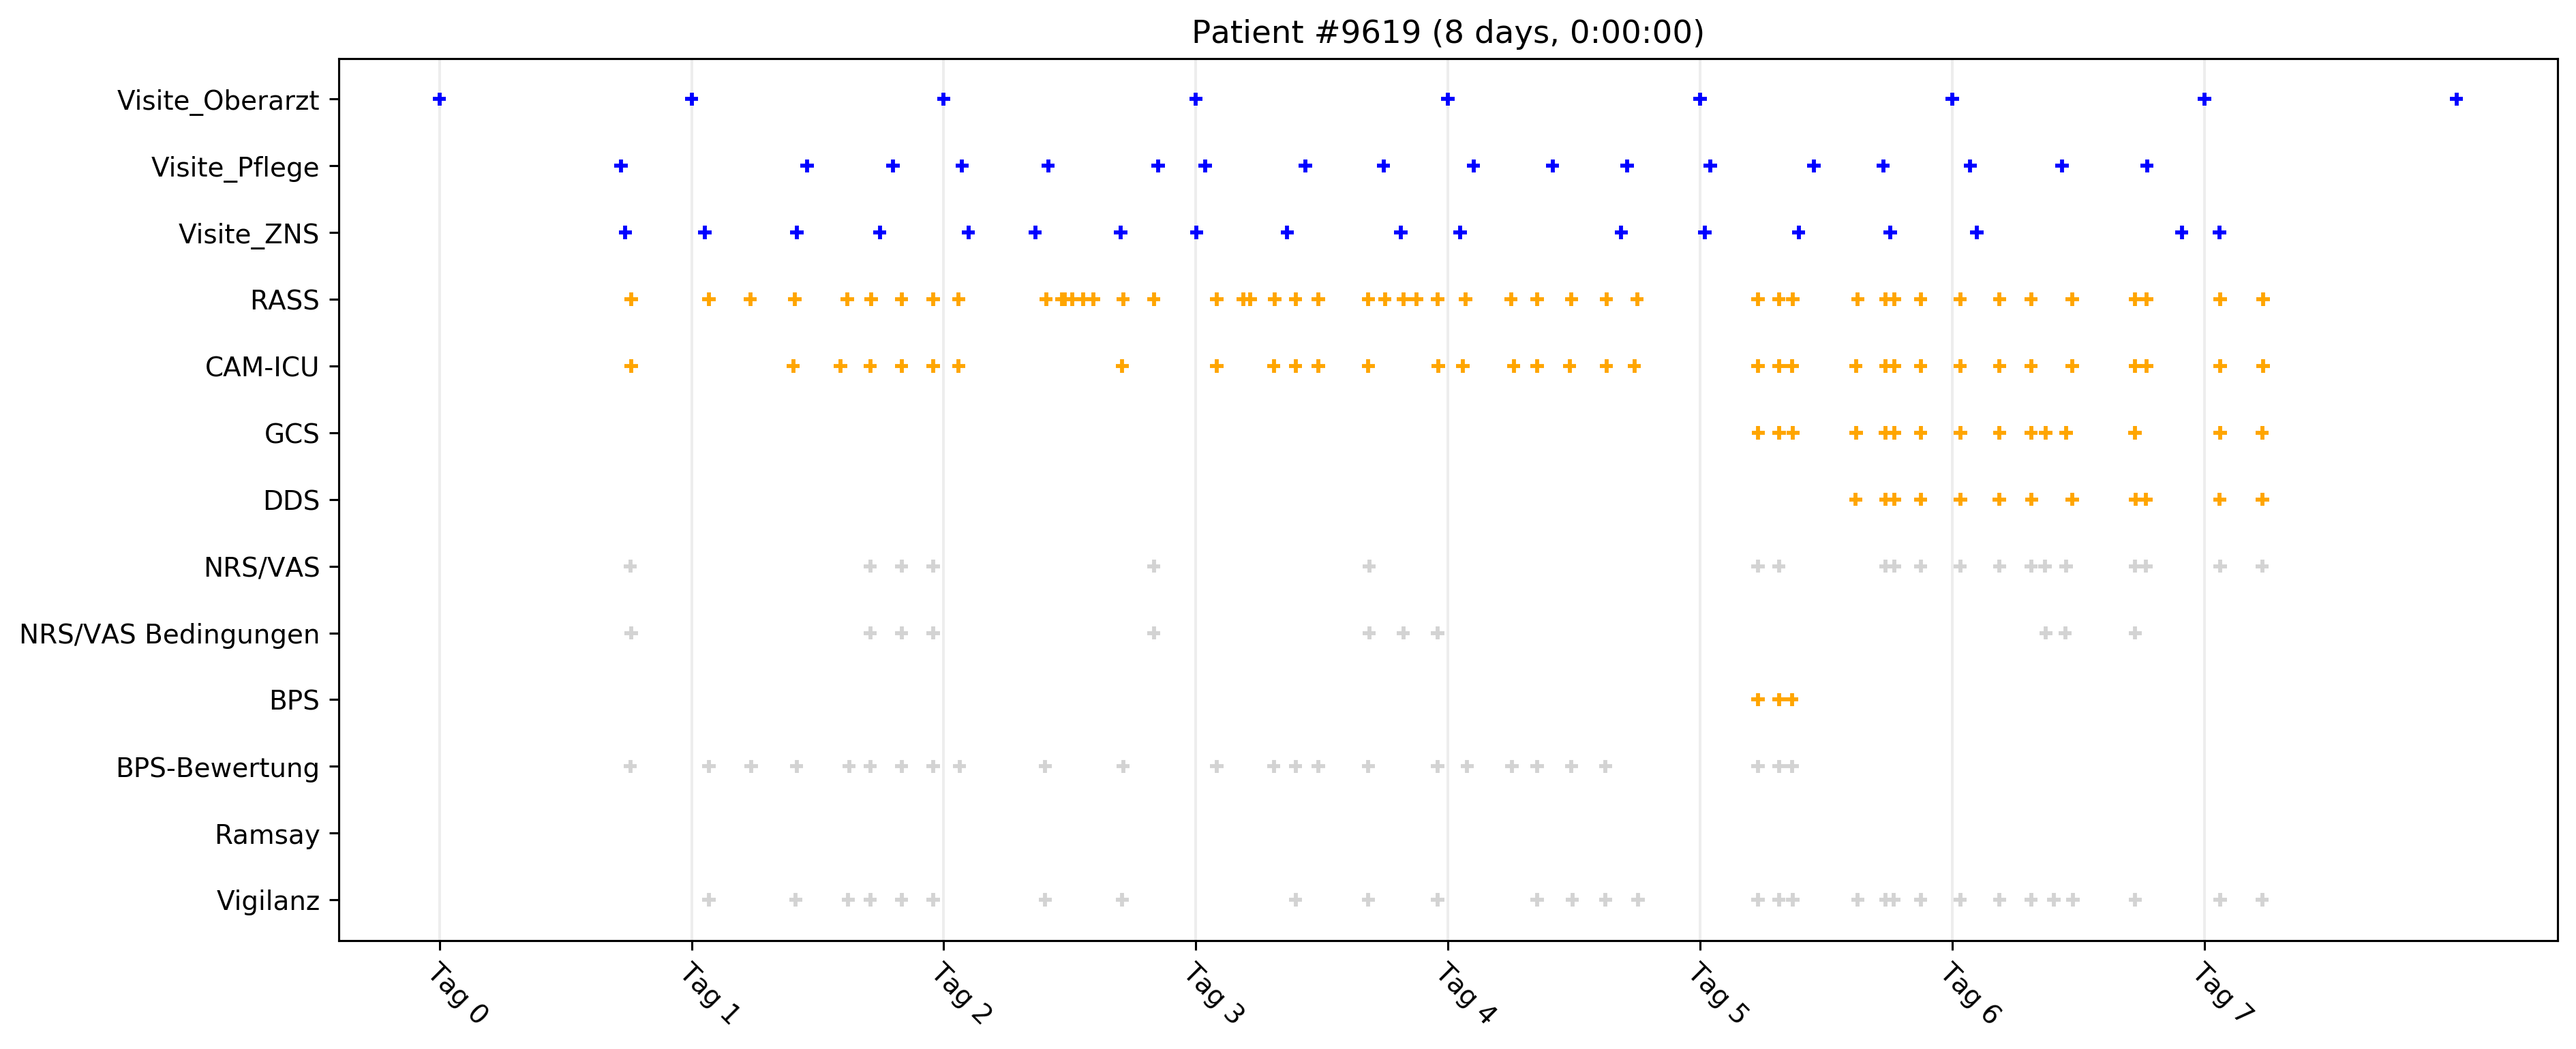 Patient #9619 (8 days, 0:00:00)
Visite_Oberarzt
Visite_Pflege
Visite_ZNS
RASS
CAM-ICU
GCS
DDS
NRS/VAS
NRS/VAS Bedingungen
BPS
BPS-Bewertung
Ramsay
Vigilanz
Tag 0
Tag 1
Tag 2
Tag 3
Tag 4
Tag 5
Tag 6
Tag 7